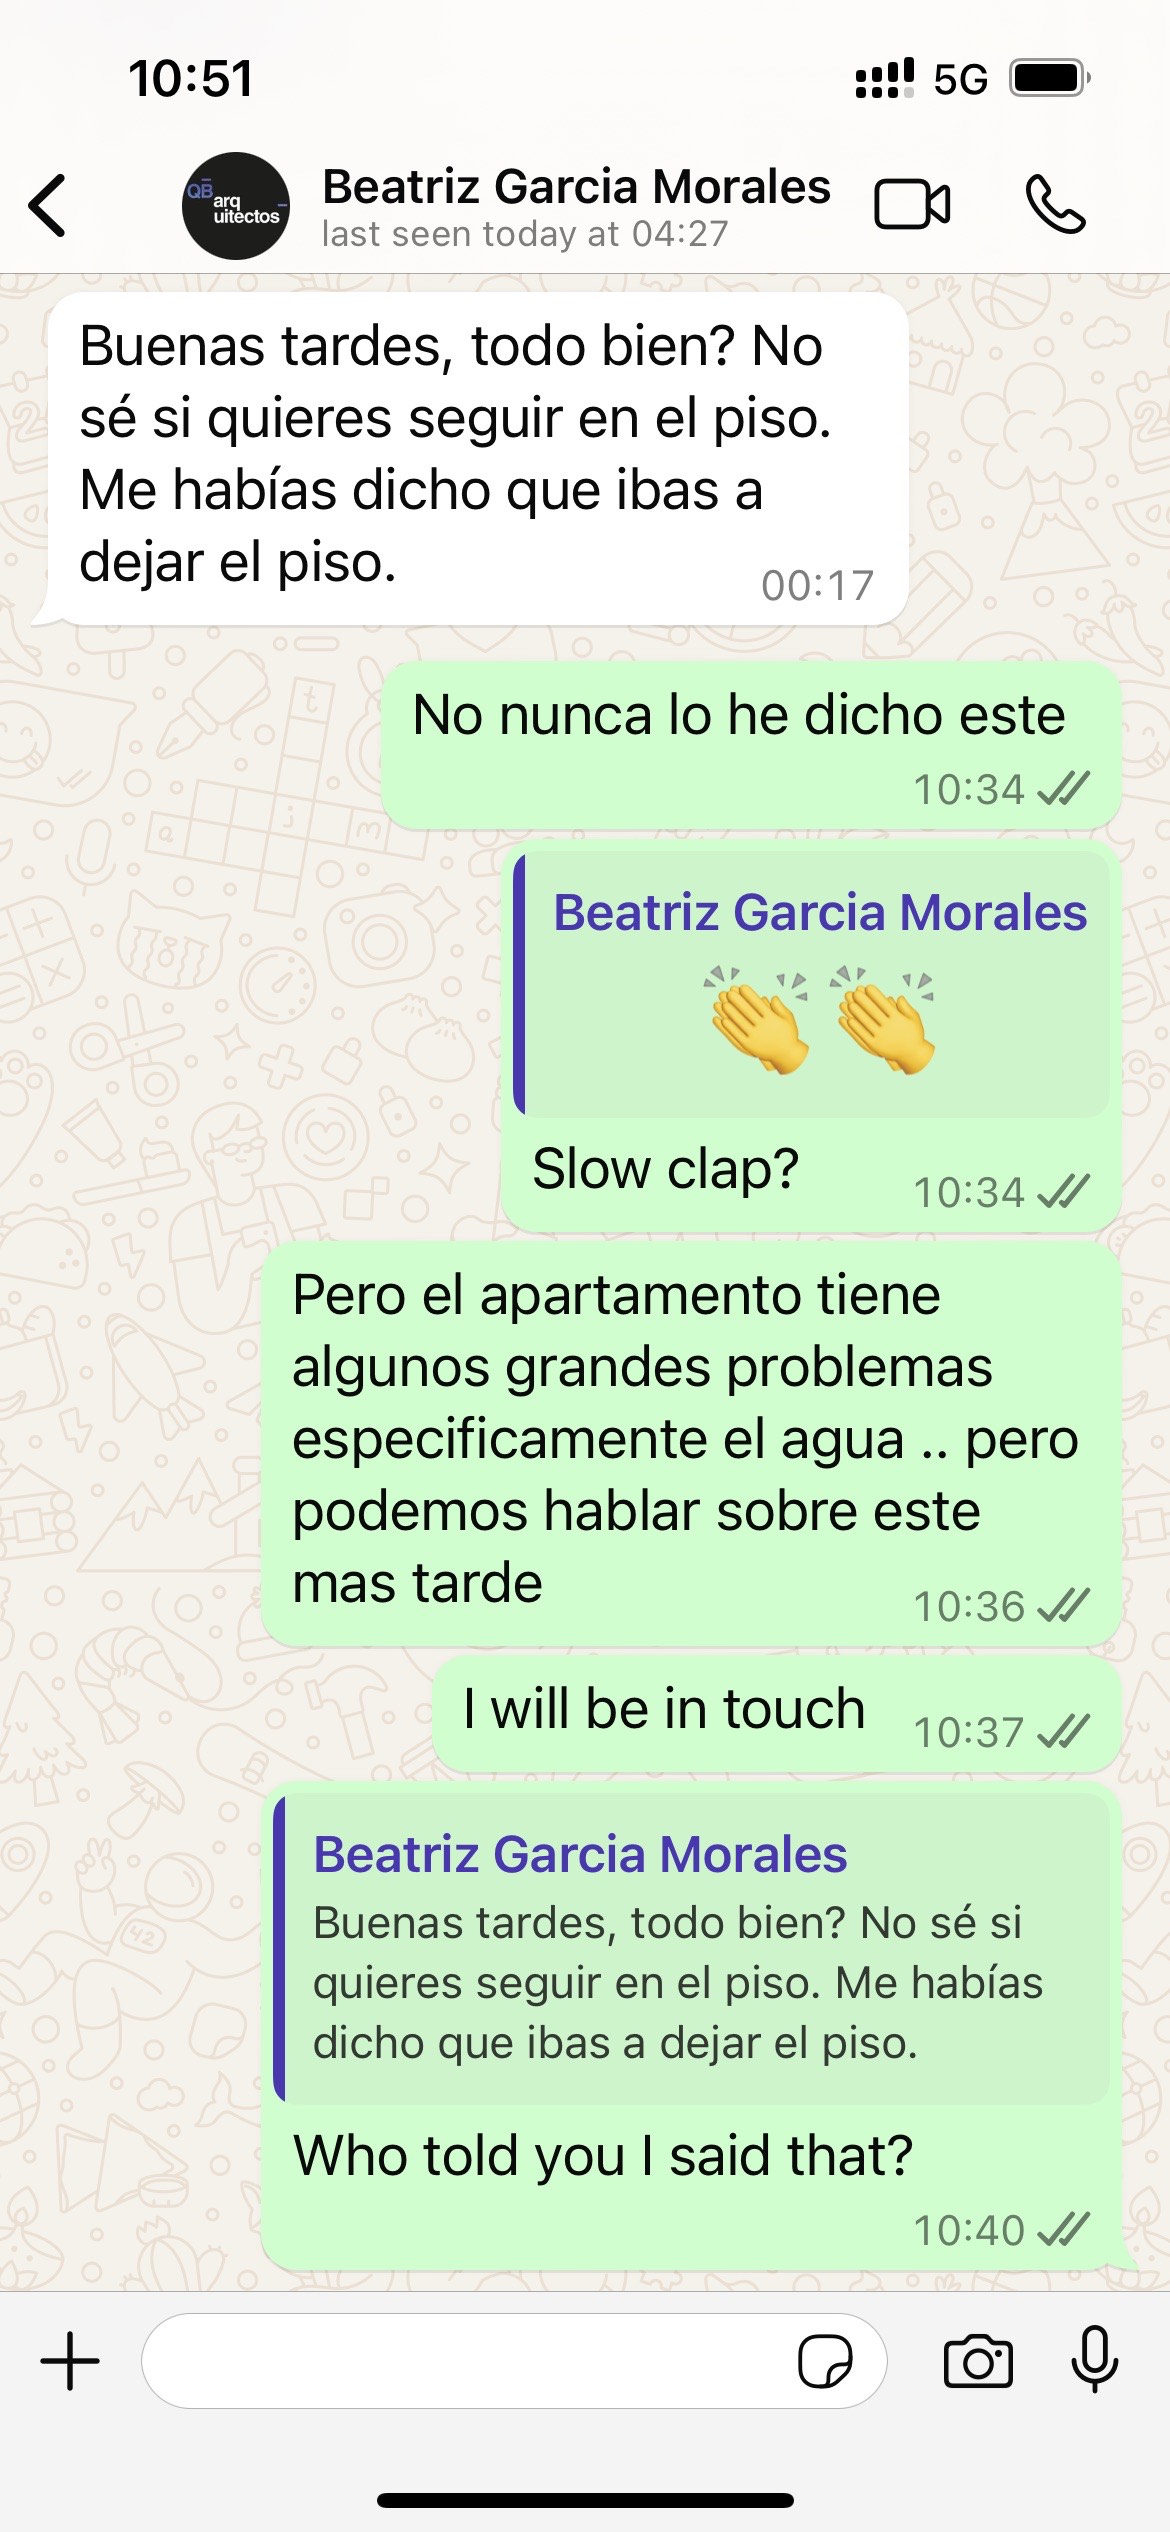 10:51
5G
QB
arq
uitectos
Beatriz Garcia Morales
last seen today at 04:27
Buenas tardes, todo bien? No
sé si quieres seguir en el piso.
Me habías dicho que ibas a
dejar el piso.
00:17
No nunca lo he dicho este
10:34
Beatriz Garcia Morales
👏👏
Slow clap?
10:34
Pero el apartamento tiene
algunos grandes problemas
especificamente el agua .. pero
podemos hablar sobre este
mas tarde
10:36
I will be in touch
10:37
Beatriz Garcia Morales
Buenas tardes, todo bien? No sé si
quieres seguir en el piso. Me habías
dicho que ibas a dejar el piso.
Who told you I said that?
10:40